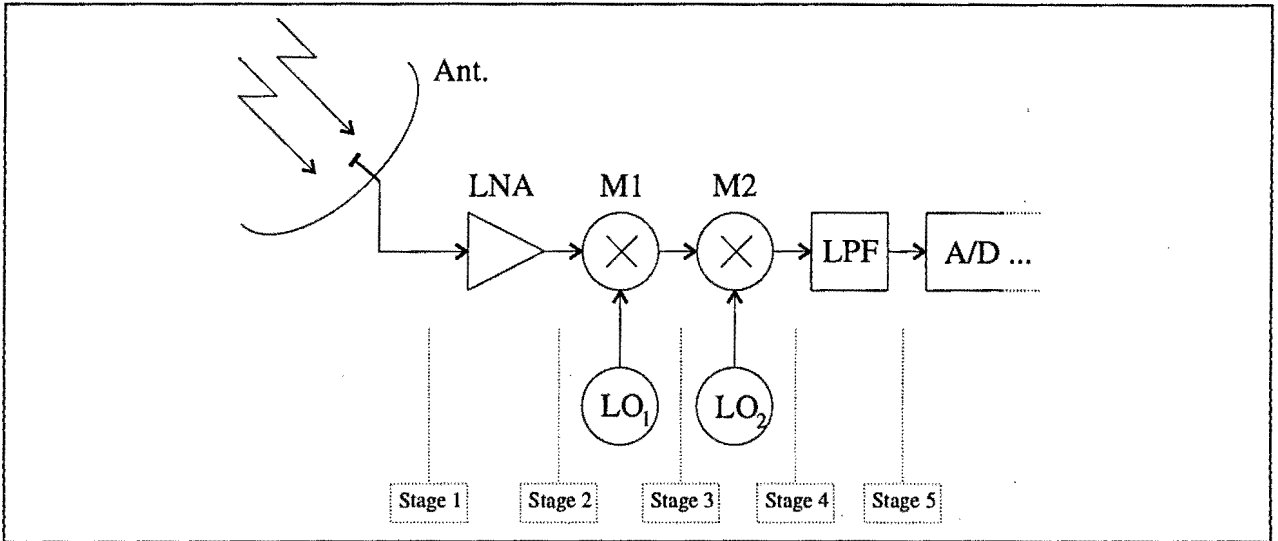 Ant.
LNA M1 M2
LPF A/D ...
LO1 LO2
Stage 1 Stage 2 Stage 3 Stage 4 Stage 5